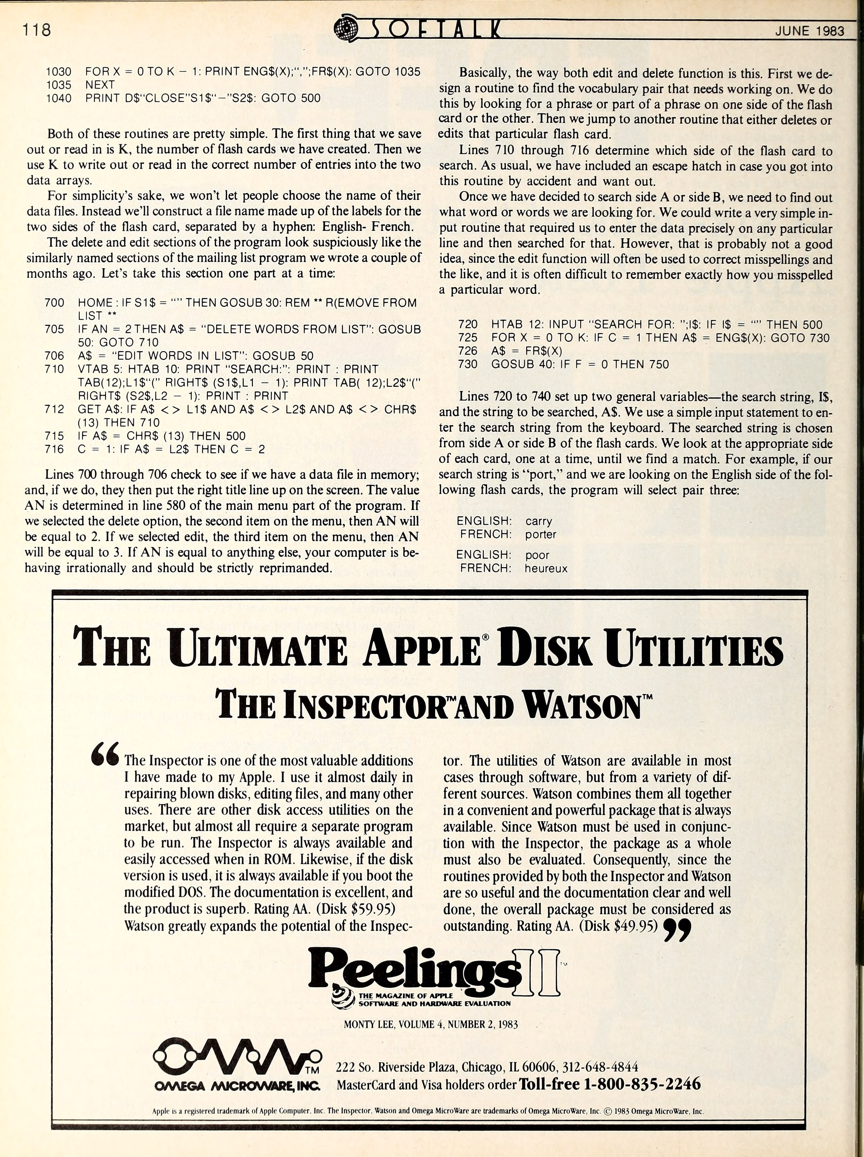 118
SOFTALK
JUNE 1983
1030 FOR X = 0 TO K - 1: PRINT ENG$(X);",";FR$(X): GOTO 1035
1035 NEXT
1040 PRINT D$"CLOSE"S1$"-"S2$: GOTO 500
Both of these routines are pretty simple. The first thing that we save
out or read in is K, the number of flash cards we have created. Then we
use K to write out or read in the correct number of entries into the two
data arrays.
For simplicity's sake, we won't let people choose the name of their
data files. Instead we'll construct a file name made up of the labels for the
two sides of the flash card, separated by a hyphen: English- French.
The delete and edit sections of the program look suspiciously like the
similarly named sections of the mailing list program we wrote a couple of
months ago. Let's take this section one part at a time:
700 HOME : IF S1$ = "" THEN GOSUB 30: REM ** R(EMOVE FROM
LIST **
705 IF AN = 2 THEN A$ = "DELETE WORDS FROM LIST": GOSUB
50: GOTO 710
706 A$ = "EDIT WORDS IN LIST": GOSUB 50
710 VTAB 5: HTAB 10: PRINT "SEARCH:": PRINT : PRINT
TAB(12);L1$"(" RIGHT$ (S1$,L1 - 1): PRINT TAB( 12);L2$"("
RIGHT$ (S2$,L2 - 1): PRINT : PRINT
712 GET A$: IF A$ < > L1$ AND A$ < > L2$ AND A$ < > CHR$
(13) THEN 710
715 IF A$ = CHR$ (13) THEN 500
716 C = 1: IF A$ = L2$ THEN C = 2
Lines 700 through 706 check to see if we have a data file in memory;
and, if we do, they then put the right title line up on the screen. The value
AN is determined in line 580 of the main menu part of the program. If
we selected the delete option, the second item on the menu, then AN will
be equal to 2. If we selected edit, the third item on the menu, then AN
will be equal to 3. If AN is equal to anything else, your computer is be-
having irrationally and should be strictly reprimanded.
Basically, the way both edit and delete function is this. First we de-
sign a routine to find the vocabulary pair that needs working on. We do
this by looking for a phrase or part of a phrase on one side of the flash
card or the other. Then we jump to another routine that either deletes or
edits that particular flash card.
Lines 710 through 716 determine which side of the flash card to
search. As usual, we have included an escape hatch in case you got into
this routine by accident and want out.
Once we have decided to search side A or side B, we need to find out
what word or words we are looking for. We could write a very simple in-
put routine that required us to enter the data precisely on any particular
line and then searched for that. However, that is probably not a good
idea, since the edit function will often be used to correct misspellings and
the like, and it is often difficult to remember exactly how you misspelled
a particular word.
720 HTAB 12: INPUT "SEARCH FOR: ";I$: IF I$ = "" THEN 500
725 FOR X = 0 TO K: IF C = 1 THEN A$ = ENG$(X): GOTO 730
726 A$ = FR$(X)
730 GOSUB 40: IF F = 0 THEN 750
Lines 720 to 740 set up two general variables—the search string, I$,
and the string to be searched, A$. We use a simple input statement to en-
ter the search string from the keyboard. The searched string is chosen
from side A or side B of the flash cards. We look at the appropriate side
of each card, one at a time, until we find a match. For example, if our
search string is "port," and we are looking on the English side of the fol-
lowing flash cards, the program will select pair three:
ENGLISH: carry
FRENCH: porter
ENGLISH: poor
FRENCH: heureux
THE ULTIMATE APPLE® DISK UTILITIES
THE INSPECTOR™ AND WATSON™
“ The Inspector is one of the most valuable additions
I have made to my Apple. I use it almost daily in
repairing blown disks, editing files, and many other
uses. There are other disk access utilities on the
market, but almost all require a separate program
to be run. The Inspector is always available and
easily accessed when in ROM. Likewise, if the disk
version is used, it is always available if you boot the
modified DOS. The documentation is excellent, and
the product is superb. Rating AA. (Disk $59.95)
Watson greatly expands the potential of the Inspec-
tor. The utilities of Watson are available in most
cases through software, but from a variety of dif-
ferent sources. Watson combines them all together
in a convenient and powerful package that is always
available. Since Watson must be used in conjunc-
tion with the Inspector, the package as a whole
must also be evaluated. Consequently, since the
routines provided by both the Inspector and Watson
are so useful and the documentation clear and well
done, the overall package must be considered as
outstanding. Rating AA. (Disk $49.95) ”
Peelings II™
THE MAGAZINE OF APPLE
SOFTWARE AND HARDWARE EVALUATION
MONTY LEE, VOLUME 4, NUMBER 2, 1983
TM
OMEGA MICROWARE, INC.
222 So. Riverside Plaza, Chicago, IL 60606, 312-648-4844
MasterCard and Visa holders order Toll-free 1-800-835-2246
Apple is a registered trademark of Apple Computer, Inc. The Inspector, Watson and Omega MicroWare are trademarks of Omega MicroWare, Inc. © 1983 Omega MicroWare, Inc.